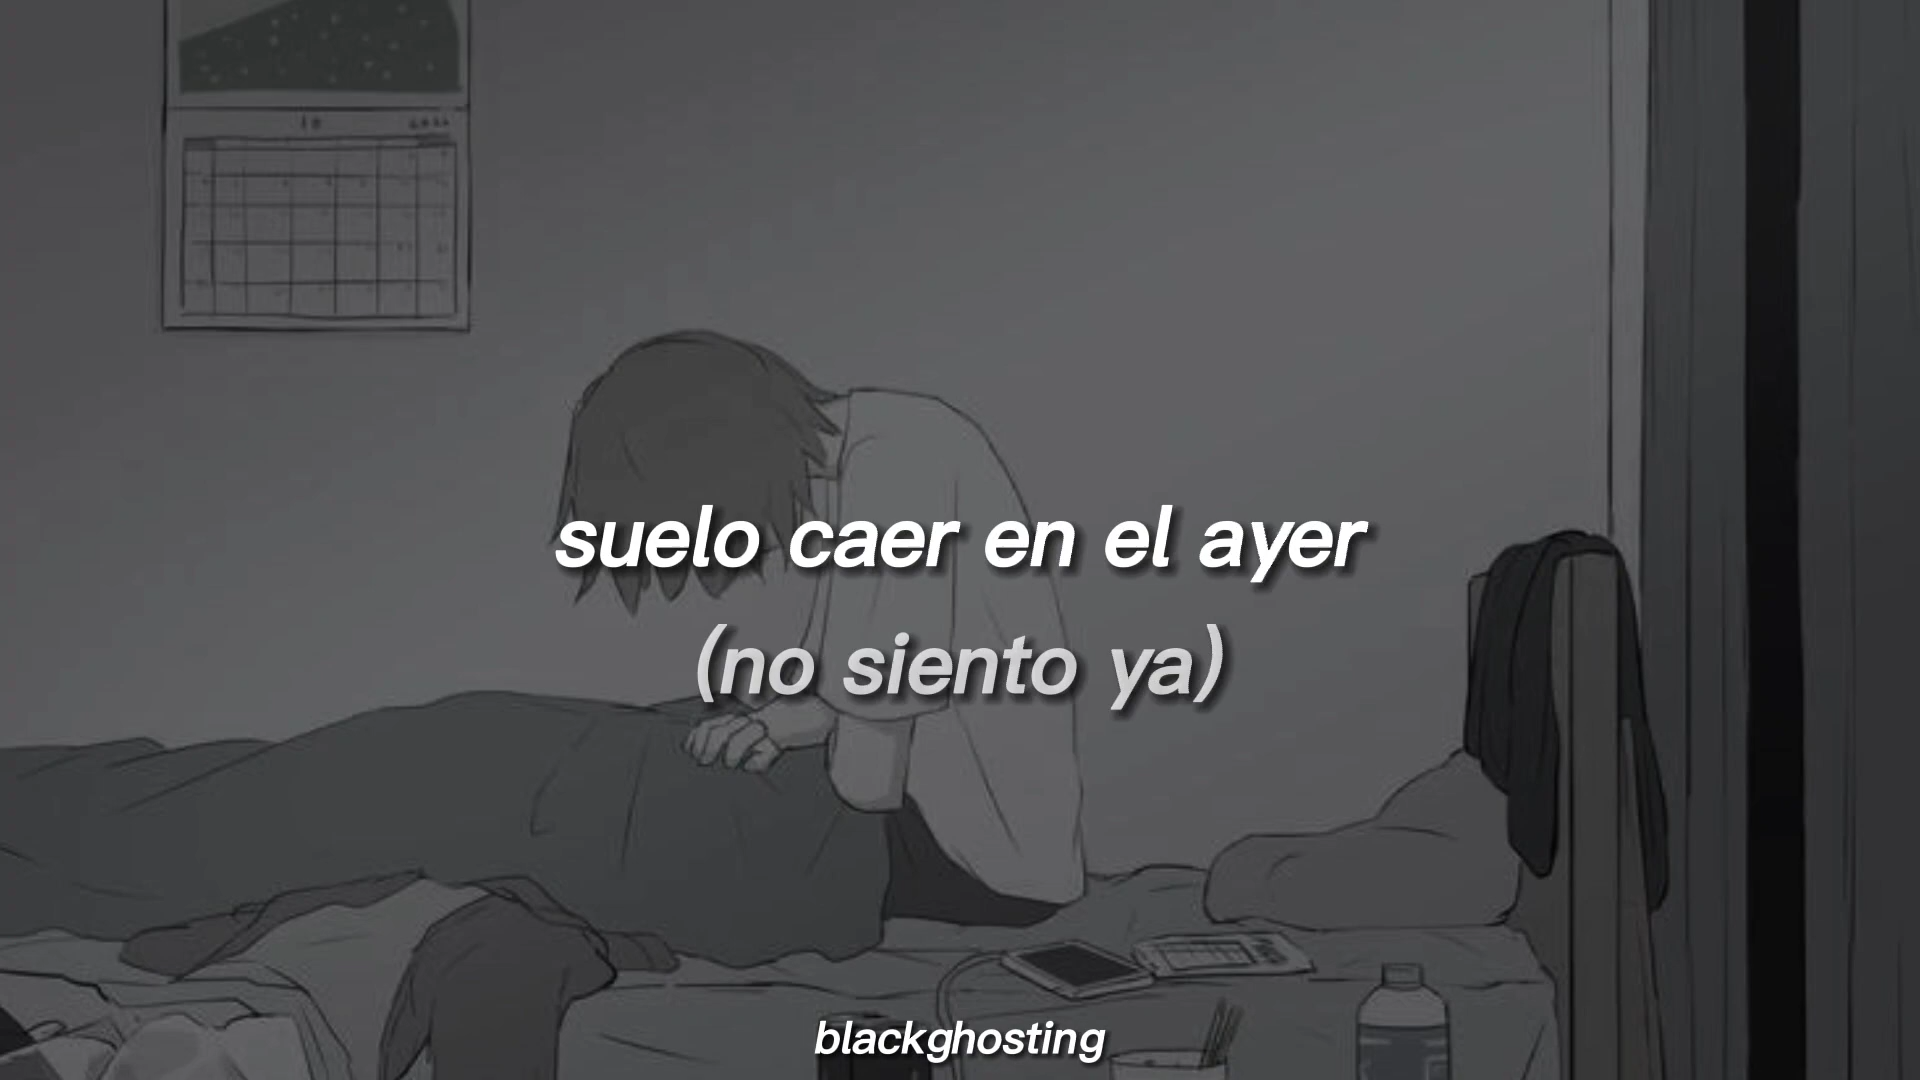 suelo caer en el ayer
(no siento ya)
blackghosting